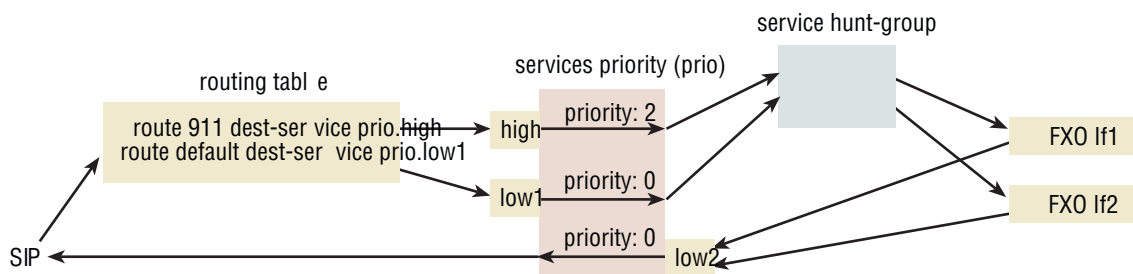 service hunt-group
services priority (prio)
routing tabl e
route 911 dest-ser vice prio.high
route default dest-ser vice prio.low1
high
priority: 2
low1
priority: 0
priority: 0
low2
FXO If1
FXO If2
SIP